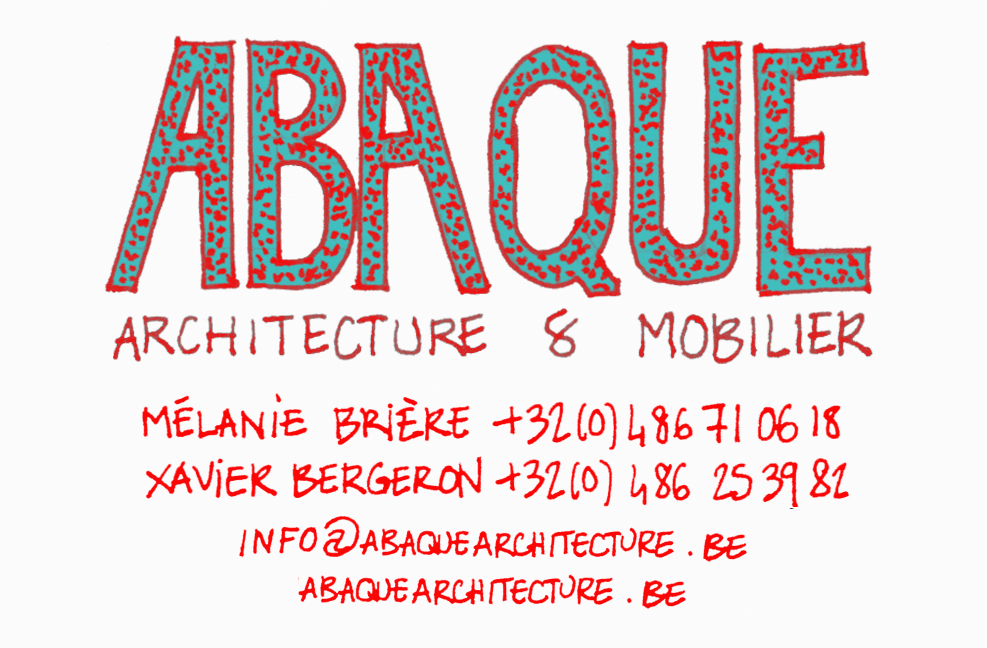 ABAQUE
ARCHITECTURE & MOBILIER
MÉLANIE BRIÈRE +32(0)486 71 06 18
XAVIER BERGERON +32(0) 486 25 39 82
INFO@ABAQUEARCHITECTURE.BE
ABAQUEARCHITECTURE.BE